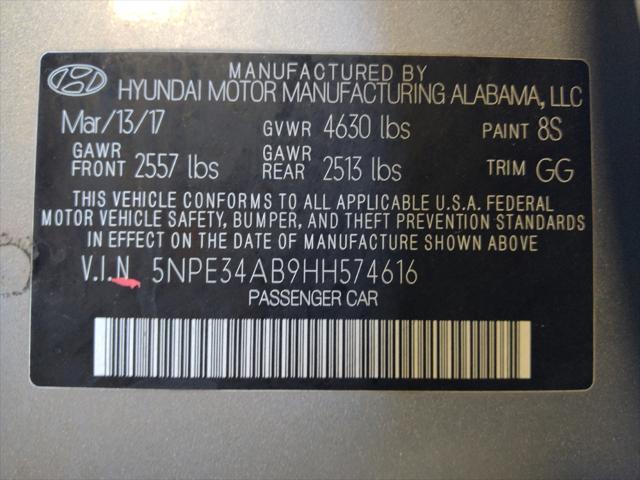 MANUFACTURED BY
HYUNDAI MOTOR MANUFACTURING ALABAMA, LLC
Mar/13/17 GVWR 4630 lbs PAINT 8S
GAWR FRONT 2557 lbs GAWR REAR 2513 lbs TRIM GG
THIS VEHICLE CONFORMS TO ALL APPLICABLE U.S.A. FEDERAL
MOTOR VEHICLE SAFETY, BUMPER, AND THEFT PREVENTION STANDARDS
IN EFFECT ON THE DATE OF MANUFACTURE SHOWN ABOVE.
V.I.N. 5NPE34AB9HH574616
PASSENGER CAR